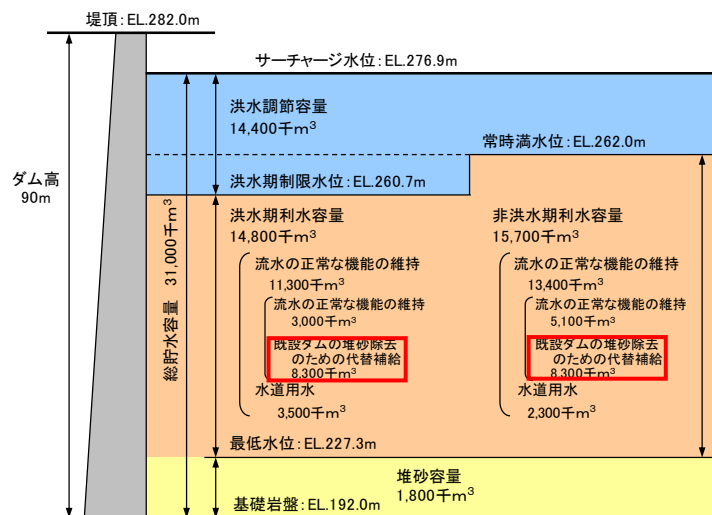 堤頂：EL.282.0m
サーチャージ水位：EL.276.9m
洪水調節容量
14,400千m³
常時満水位：EL.262.0m
ダム高
90m
洪水期制限水位：EL.260.7m
総貯水容量 31,000千m³
洪水期利水容量
14,800千m³
流水の正常な機能の維持
11,300千m³
流水の正常な機能の維持
3,000千m³
既設ダムの堆砂除去
のための代替補給
8,300千m³
水道用水
3,500千m³
非洪水期利水容量
15,700千m³
流水の正常な機能の維持
13,400千m³
流水の正常な機能の維持
5,100千m³
既設ダムの堆砂除去
のための代替補給
8,300千m³
水道用水
2,300千m³
最低水位：EL.227.3m
堆砂容量
1,800千m³
基礎岩盤：EL.192.0m